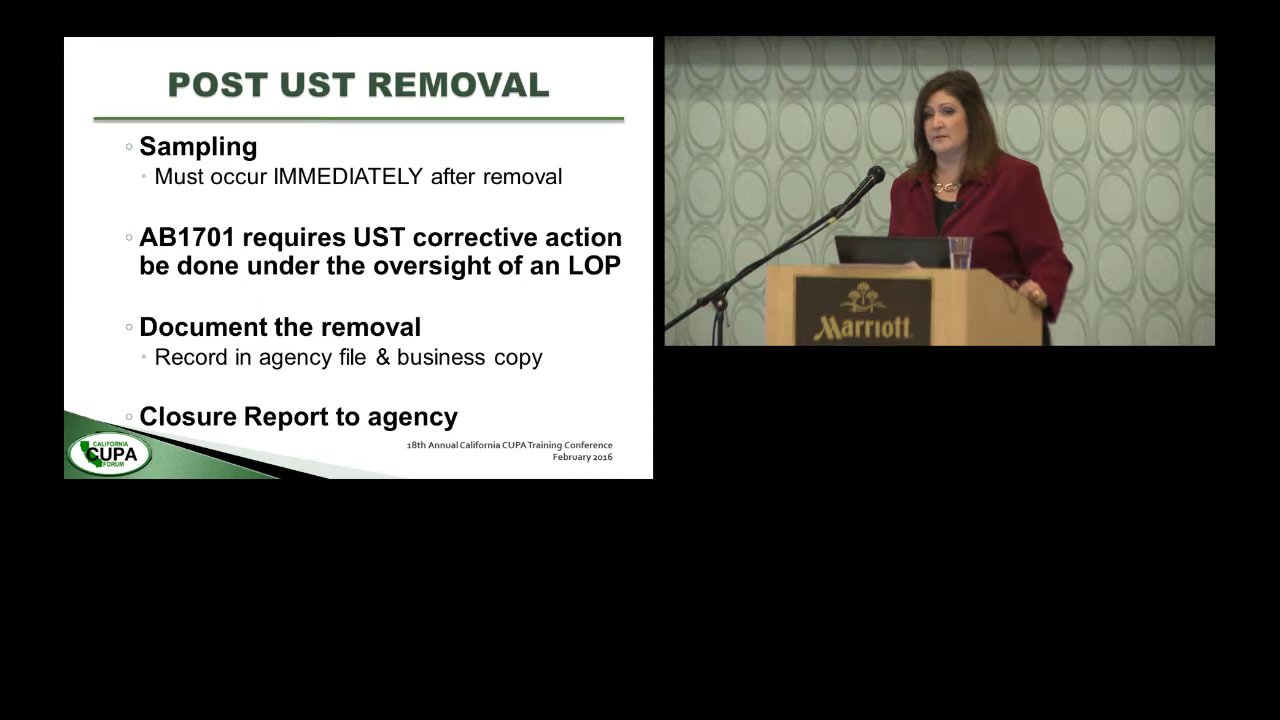 POST UST REMOVAL
Sampling
Must occur IMMEDIATELY after removal
AB1701 requires UST corrective action
be done under the oversight of an LOP
Document the removal
Record in agency file & business copy
Closure Report to agency
18th Annual California CUPA Training Conference
February 2016
CALIFORNIA
CUPA
FORUM
Marriott